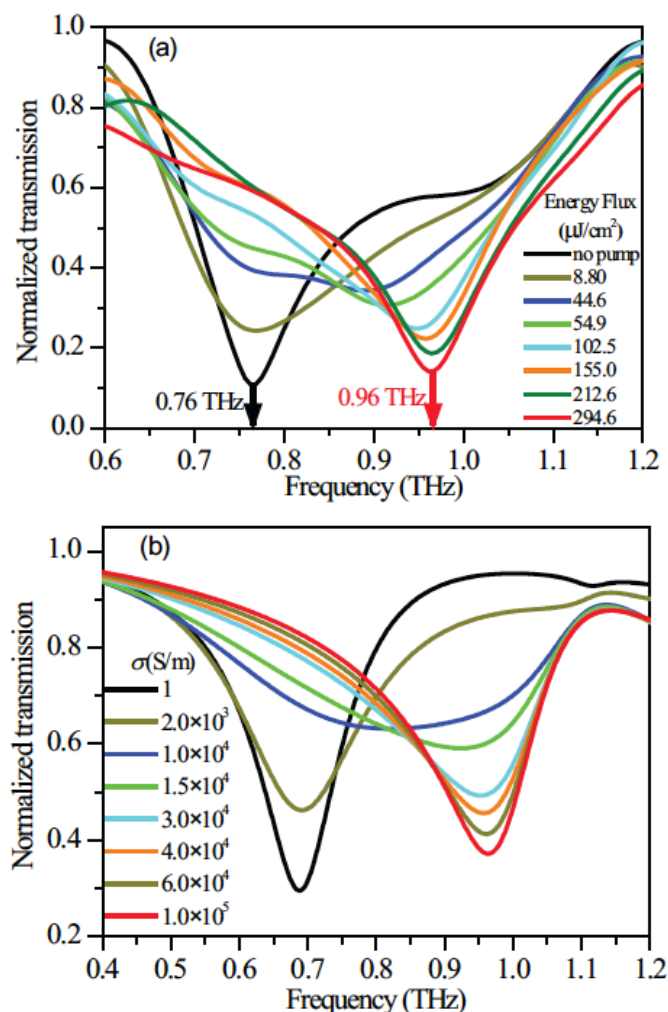 (a)
1.0
0.8
0.6
0.4
0.2
0.0
Normalized transmission
Energy Flux
(μJ/cm²)
no pump
8.80
44.6
54.9
102.5
155.0
212.6
294.6
0.76 THz
0.96 THz
0.6 0.7 0.8 0.9 1.0 1.1 1.2
Frequency (THz)
(b)
1.0
0.8
0.6
0.4
0.2
Normalized transmission
σ(S/m)
1
2.0×10³
1.0×10⁴
1.5×10⁴
3.0×10⁴
4.0×10⁴
6.0×10⁴
1.0×10⁵
0.4 0.5 0.6 0.7 0.8 0.9 1.0 1.1 1.2
Frequency (THz)